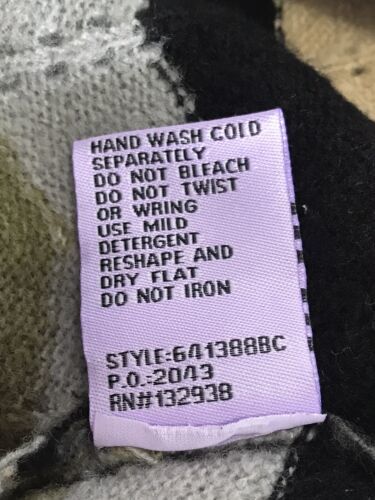 HAND WASH COLD
SEPARATELY
DO NOT BLEACH
DO NOT TWIST
OR WRING
USE MILD
DETERGENT
RESHAPE AND
DRY FLAT
DO NOT IRON
STYLE:641388BC
P.O.:2043
RN#132938